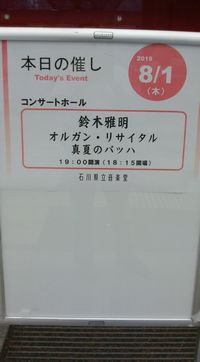 本日の催し
Today's Event
2019
8/1
（木）
コンサートホール
鈴木雅明
オルガン・リサイタル
真夏のバッハ
19:00開演（18:15開場）
石川県立音楽堂